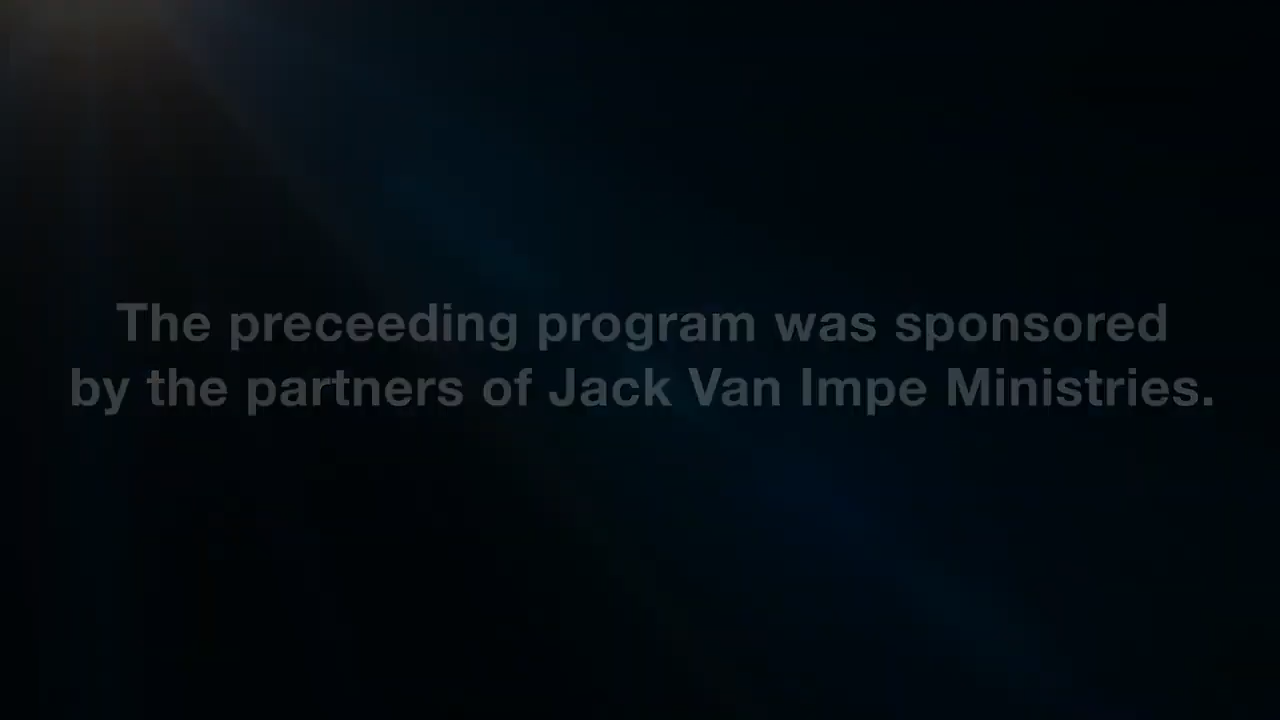 The preceeding program was sponsored
by the partners of Jack Van Impe Ministries.